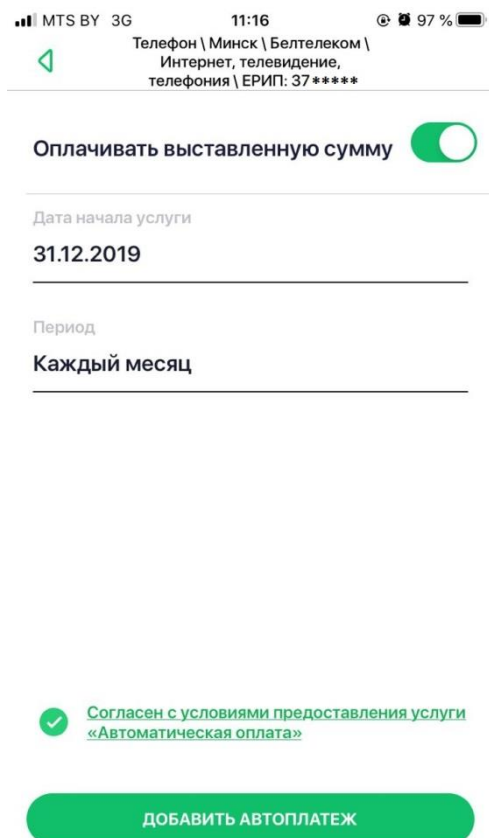 MTS BY 3G 11:16 97 %
Телефон \ Минск \ Белтелеком \
Интернет, телевидение,
телефония \ ЕРИП: 37*****
Оплачивать выставленную сумму
Дата начала услуги
31.12.2019
Период
Каждый месяц
Согласен с условиями предоставления услуги
«Автоматическая оплата»
ДОБАВИТЬ АВТОПЛАТЕЖ